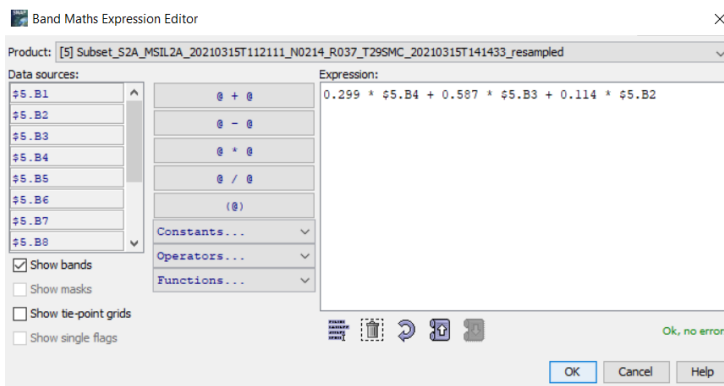 Band Maths Expression Editor
Product: [5] Subset_S2A_MSIL2A_20210315T112111_N0214_R037_T29SMC_20210315T141433_resampled
Data sources:
Expression:
$5.B1
$5.B2
$5.B3
$5.B4
$5.B5
$5.B6
$5.B7
$5.B8
@ + @
@ - @
@ * @
@ / @
(@)
Constants...
Operators...
Functions...
0.299 * $5.B4 + 0.587 * $5.B3 + 0.114 * $5.B2
Show bands
Show masks
Show tie-point grids
Show single flags
Ok, no error
OK
Cancel
Help